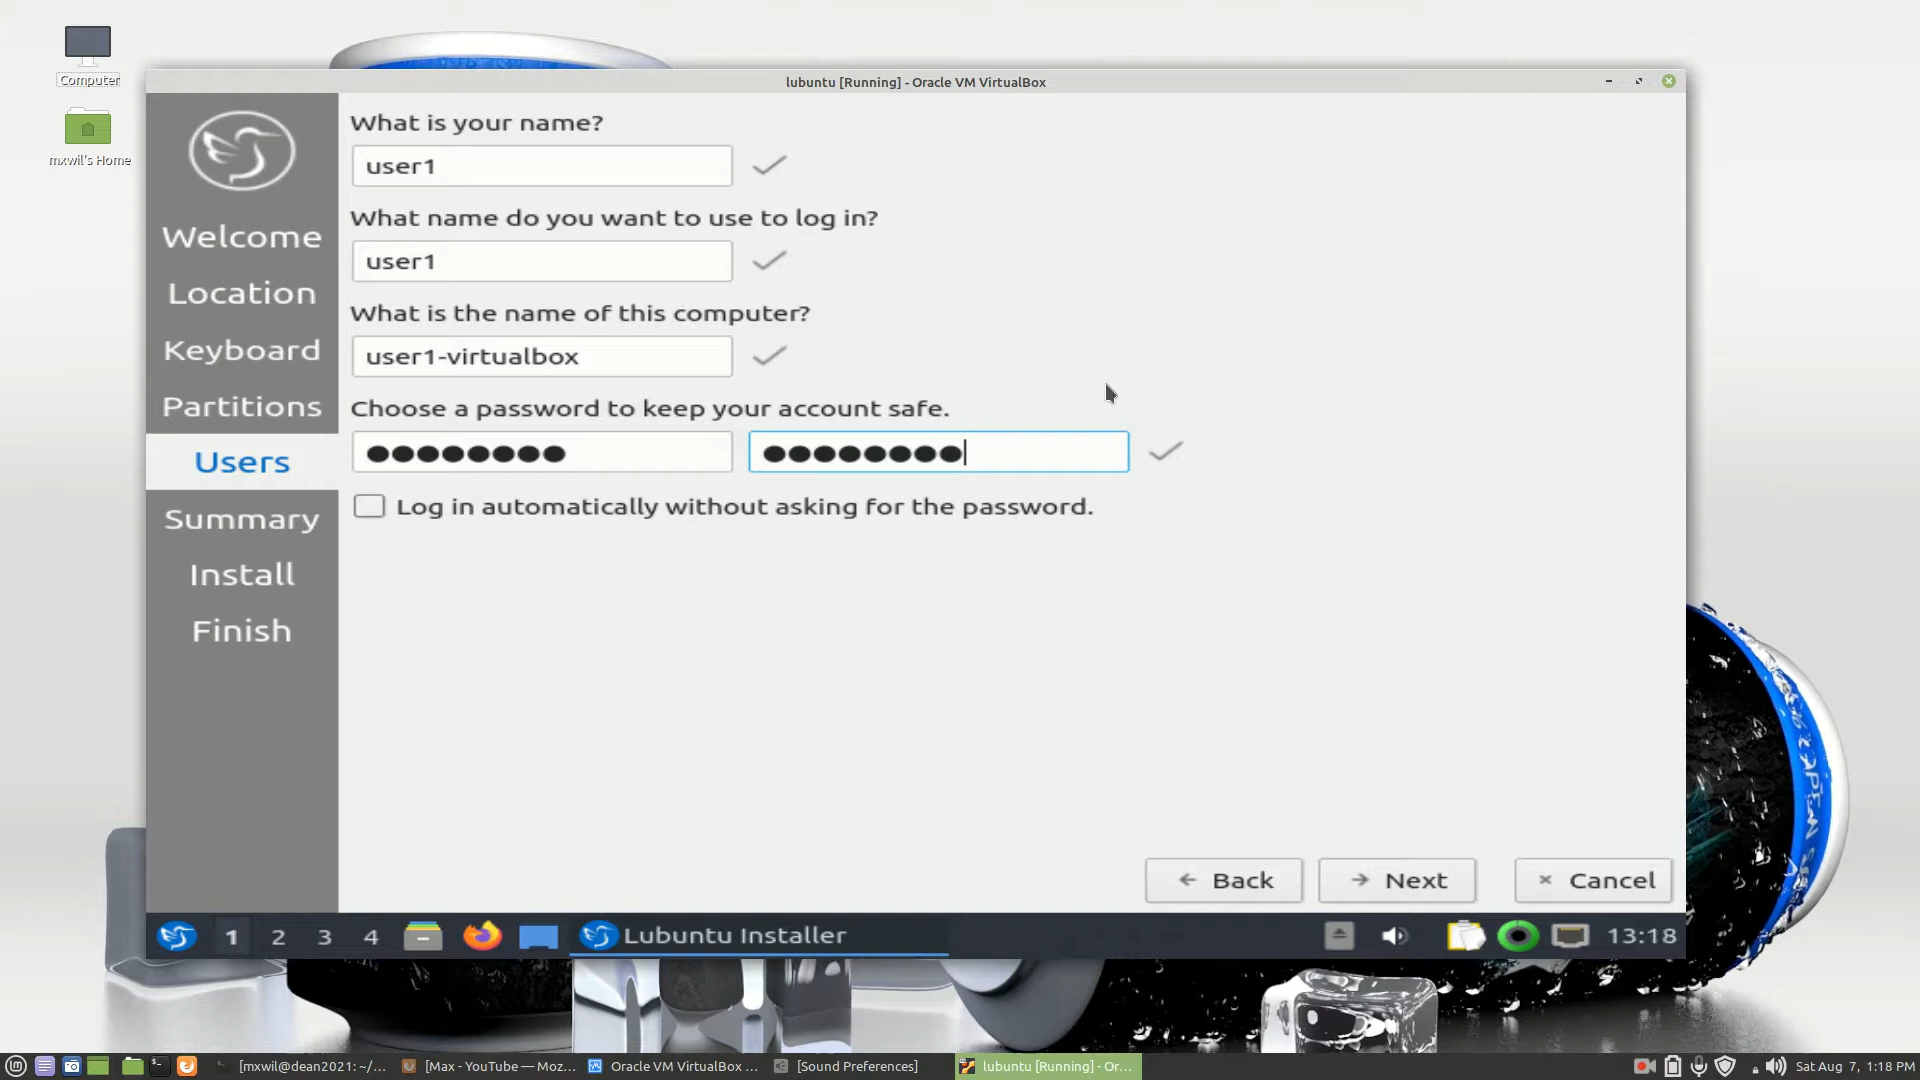 Computer
mxwil's Home
lubuntu [Running] - Oracle VM VirtualBox
Welcome
Location
Keyboard
Partitions
Users
Summary
Install
Finish
What is your name?
user1
What name do you want to use to log in?
user1
What is the name of this computer?
user1-virtualbox
Choose a password to keep your account safe.
●●●●●●●● ●●●●●●●●
Log in automatically without asking for the password.
Back Next Cancel
1 2 3 4 Lubuntu Installer 13:18
[mxwil@dean2021: ~/... [Max - YouTube — Moz... Oracle VM VirtualBox ... [Sound Preferences] lubuntu [Running] - Or... Sat Aug 7, 1:18 PM